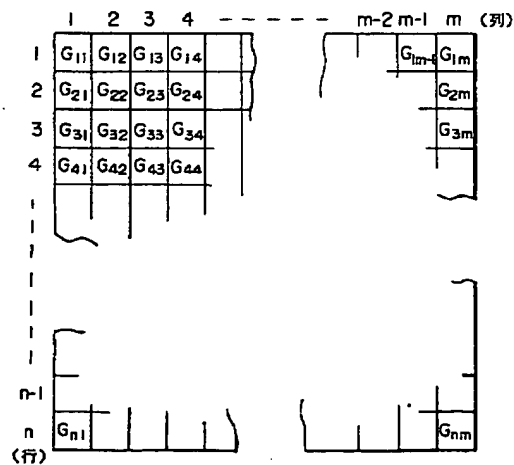 1 2 3 4 m-2 m-1 m (列)
1 G11 G12 G13 G14 G1m-1 G1m
2 G21 G22 G23 G24 G2m
3 G31 G32 G33 G34 G3m
4 G41 G42 G43 G44
n-1
n Gn1 Gnm
(行)